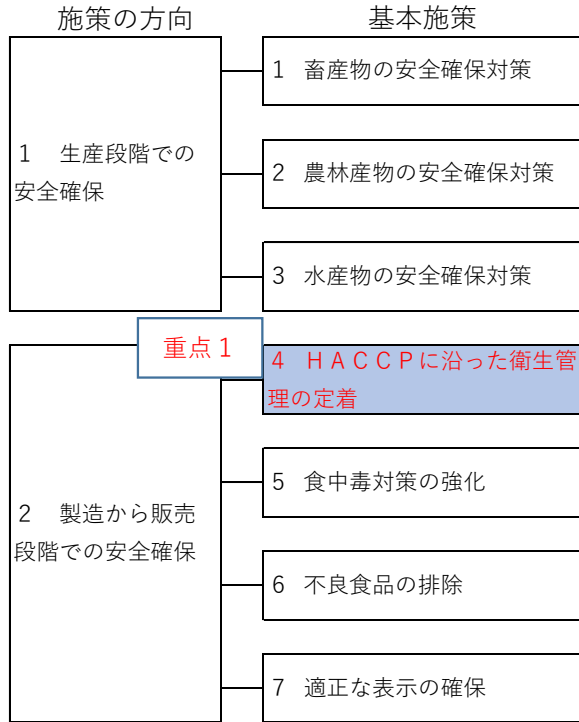 施策の方向
基本施策
1　生産段階での
安全確保
1　畜産物の安全確保対策
2　農林産物の安全確保対策
3　水産物の安全確保対策
重点１
4　ＨＡＣＣＰに沿った衛生管
理の定着
2　製造から販売
段階での安全確保
5　食中毒対策の強化
6　不良食品の排除
7　適正な表示の確保